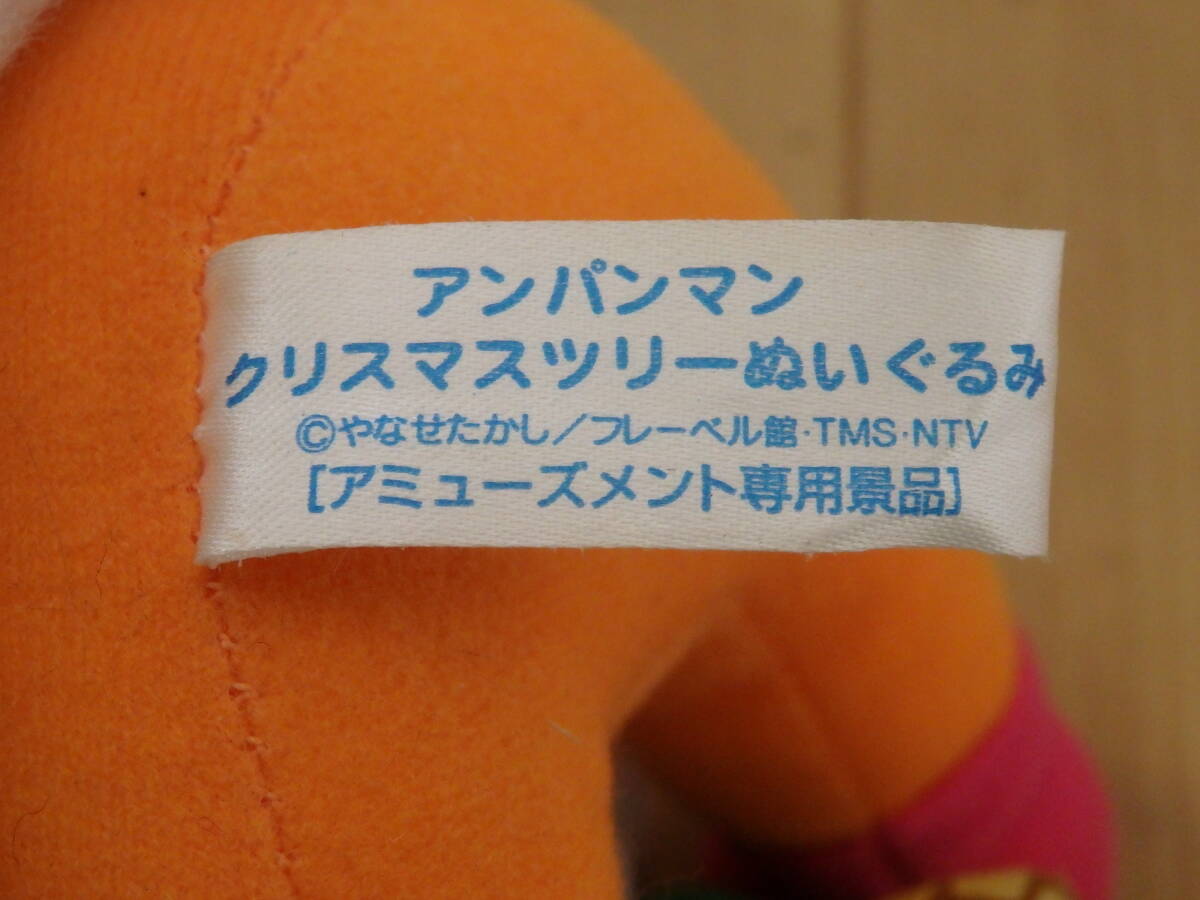 アンパンマン
クリスマスツリーぬいぐるみ
©やなせたかし/フレーベル館·TMS·NTV
[アミューズメント専用景品]